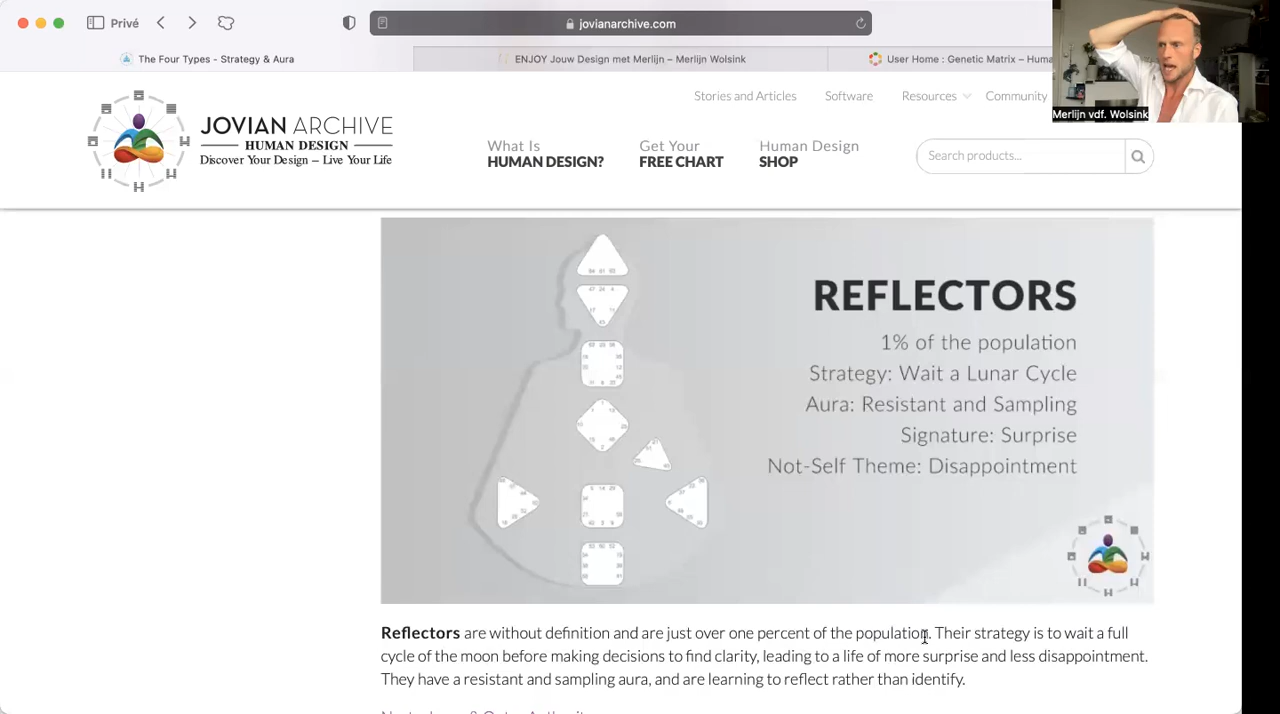 Privé
jovianarchive.com
The Four Types - Strategy & Aura
ENJOY Jouw Design met Merlijn – Merlijn Wolsink
User Home : Genetic Matrix — Huma
Merlijn vdf. Wolsink
Stories and Articles
Software
Resources
Community
JOVIAN ARCHIVE
HUMAN DESIGN
Discover Your Design – Live Your Life
What Is
HUMAN DESIGN?
Get Your
FREE CHART
Human Design
SHOP
Search products...
REFLECTORS
1% of the population
Strategy: Wait a Lunar Cycle
Aura: Resistant and Sampling
Signature: Surprise
Not-Self Theme: Disappointment
Reflectors are without definition and are just over one percent of the population. Their strategy is to wait a full
cycle of the moon before making decisions to find clarity, leading to a life of more surprise and less disappointment.
They have a resistant and sampling aura, and are learning to reflect rather than identify.